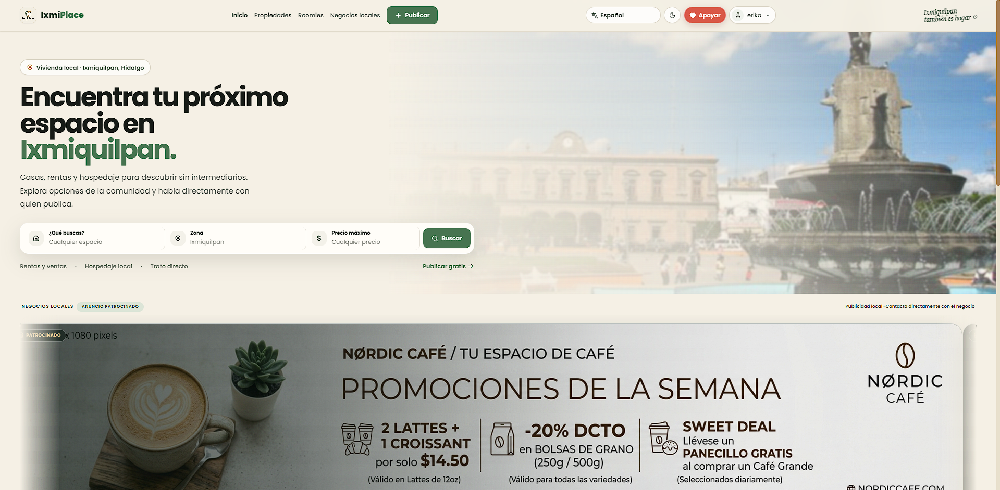 IxmiPlace
Inicio
Propiedades
Roomies
Negocios locales
+ Publicar
Español
Apoyar
erika
Ixmiquilpan
también es hogar ♡
Vivienda local · Ixmiquilpan, Hidalgo
Encuentra tu próximo
espacio en
Ixmiquilpan.
Casas, rentas y hospedaje para descubrir sin intermediarios.
Explora opciones de la comunidad y habla directamente con
quien publica.
¿Qué buscas?
Cualquier espacio
Zona
Ixmiquilpan
$
Precio máximo
Cualquier precio
Buscar
Rentas y ventas · Hospedaje local · Trato directo
Publicar gratis →
NEGOCIOS LOCALES
ANUNCIO PATROCINADO
Publicidad local · Contacta directamente con el negocio
PATROCINADO
x 1080 pixels
NØRDIC CAFÉ / TU ESPACIO DE CAFÉ
PROMOCIONES DE LA SEMANA
2 LATTES +
1 CROISSANT
por solo $14.50
(Válido en Lattes de 12oz)
-20% DCTO
en BOLSAS DE GRANO
(250g / 500g)
(Válido para todas las variedades)
SWEET DEAL
Llévese un
PANECILLO GRATIS
al comprar un Café Grande
(Seleccionados diariamente)
NØRDIC
CAFÉ
NORDICCAFE.COM